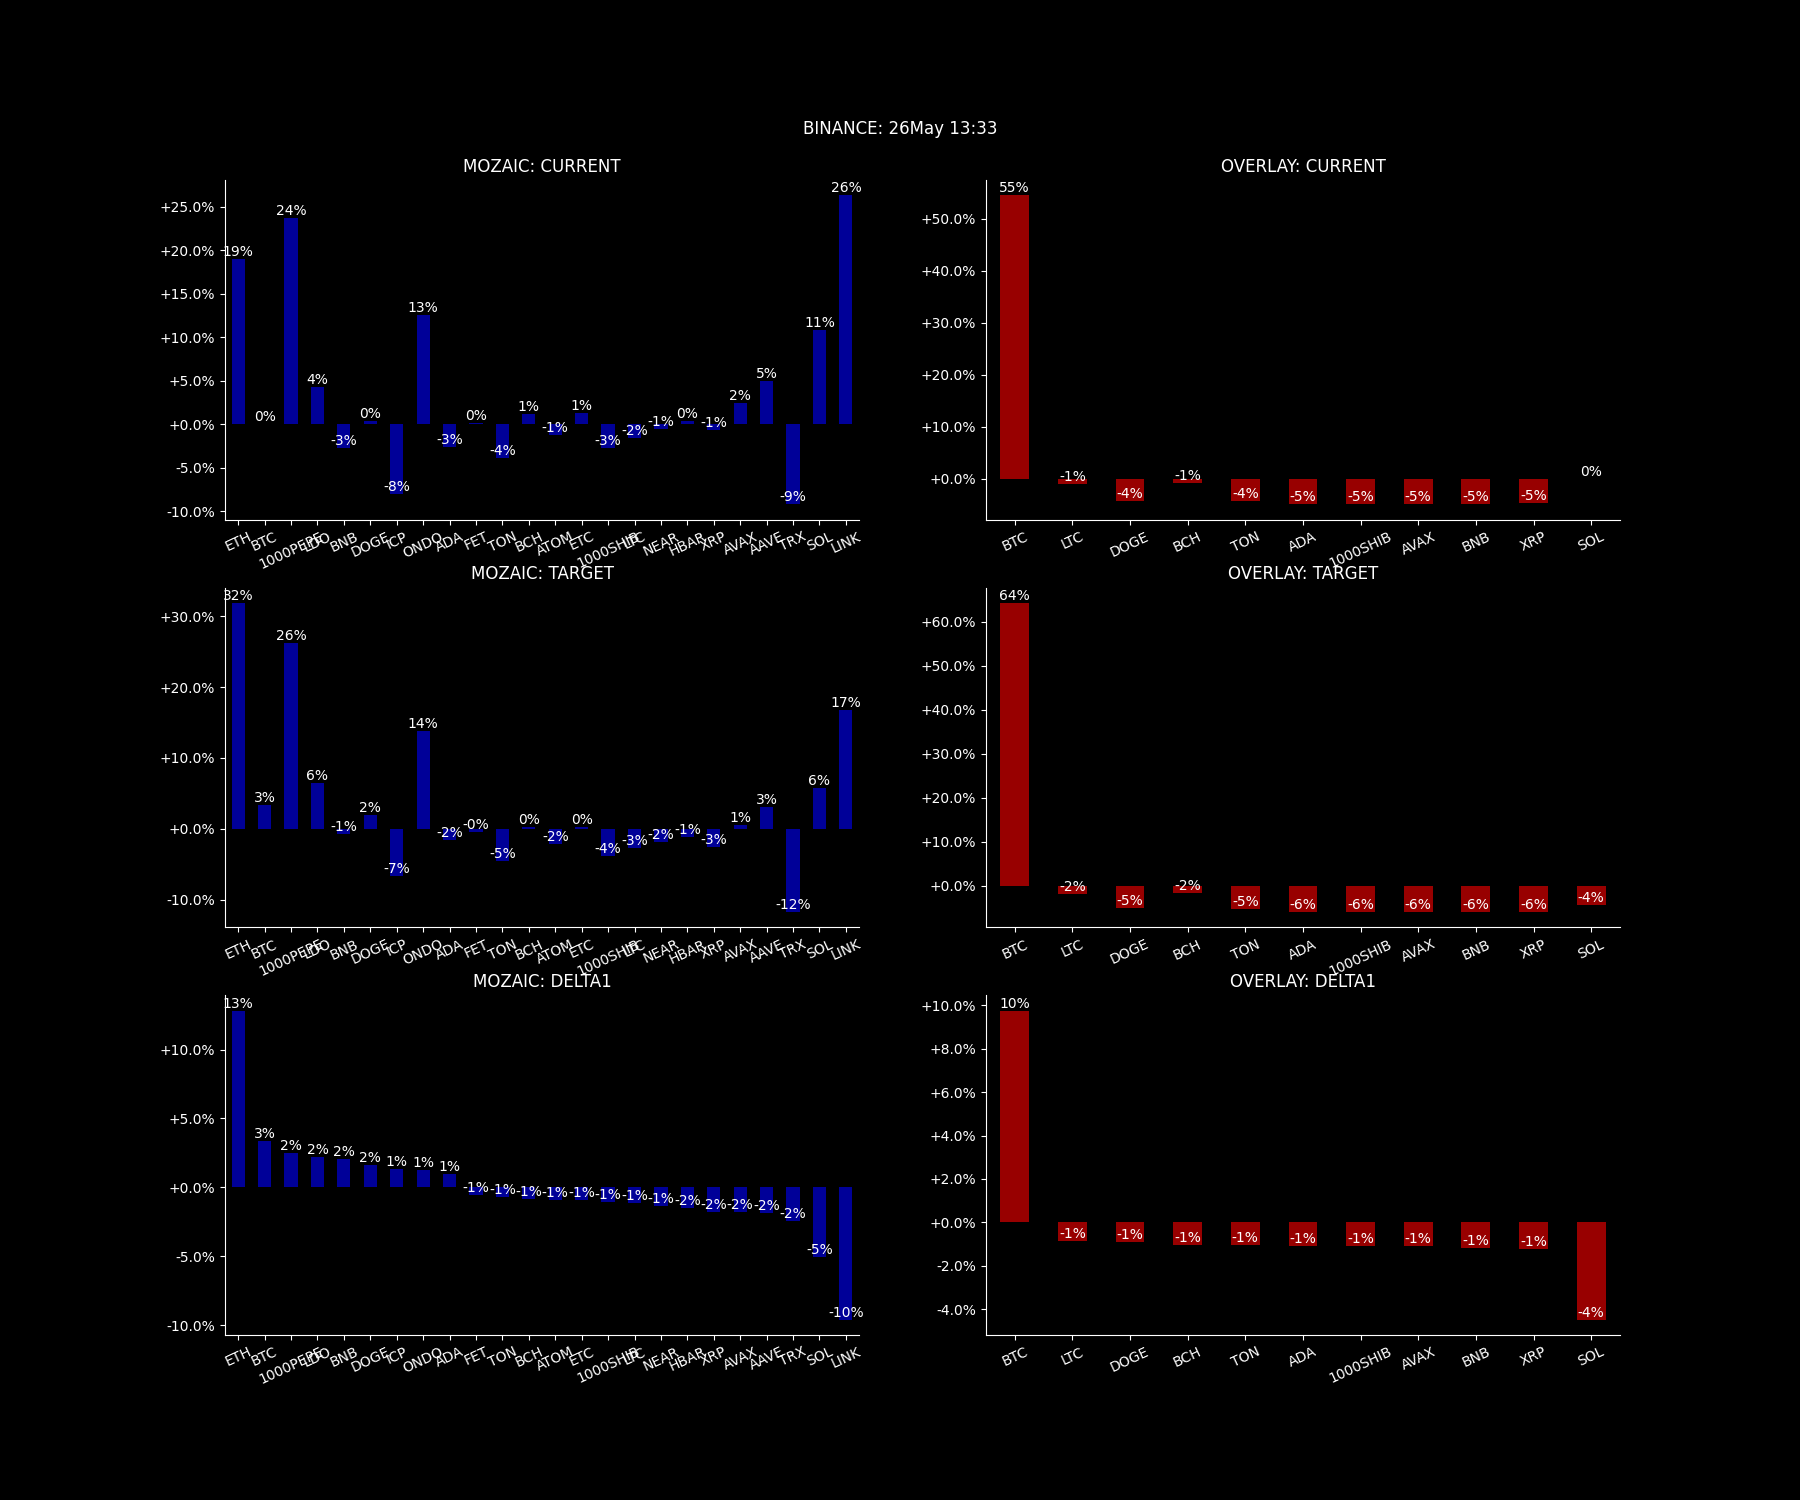 BINANCE: 26May 13:33
MOZAIC: CURRENT
+25.0%
+20.0%
+15.0%
+10.0%
+5.0%
+0.0%
-5.0%
-10.0%
19% 0% 24% 4% -3% 0% -8% 13% -3% 0% -4% 1% -1% 1% -3% -2% -1% 0% -1% 2% 5% -9% 11% 26%
ETH BTC 1000PEPE LDO BNB DOGE TCP ONDO ADA FET TON BCH ATOM ETC 1000SHIB LTC NEAR HBAR XRP AVAX AAVE TRX SOL LINK
OVERLAY: CURRENT
+50.0%
+40.0%
+30.0%
+20.0%
+10.0%
+0.0%
55% -1% -4% -1% -4% -5% -5% -5% -5% -5% 0%
BTC LTC DOGE BCH TON ADA 1000SHIB AVAX BNB XRP SOL
MOZAIC: TARGET
+30.0%
+20.0%
+10.0%
+0.0%
-10.0%
32% 3% 26% 6% -1% 2% -7% 14% -2% -0% -5% 0% -2% 0% -4% -3% -2% -1% -3% 1% 3% -12% 6% 17%
ETH BTC 1000PEPE LDO BNB DOGE TCP ONDO ADA FET TON BCH ATOM ETC 1000SHIB LTC NEAR HBAR XRP AVAX AAVE TRX SOL LINK
OVERLAY: TARGET
+60.0%
+50.0%
+40.0%
+30.0%
+20.0%
+10.0%
+0.0%
64% -2% -5% -2% -5% -6% -6% -6% -6% -6% -4%
BTC LTC DOGE BCH TON ADA 1000SHIB AVAX BNB XRP SOL
MOZAIC: DELTA1
+10.0%
+5.0%
+0.0%
-5.0%
-10.0%
13% 3% 2% 2% 2% 2% 1% 1% 1% -1% -1% -1% -1% -1% -1% -1% -1% -2% -2% -2% -2% -2% -5% -10%
ETH BTC 1000PEPE LDO BNB DOGE TCP ONDO ADA FET TON BCH ATOM ETC 1000SHIB LTC NEAR HBAR XRP AVAX AAVE TRX SOL LINK
OVERLAY: DELTA1
+10.0%
+8.0%
+6.0%
+4.0%
+2.0%
+0.0%
-2.0%
-4.0%
10% -1% -1% -1% -1% -1% -1% -1% -1% -1% -4%
BTC LTC DOGE BCH TON ADA 1000SHIB AVAX BNB XRP SOL